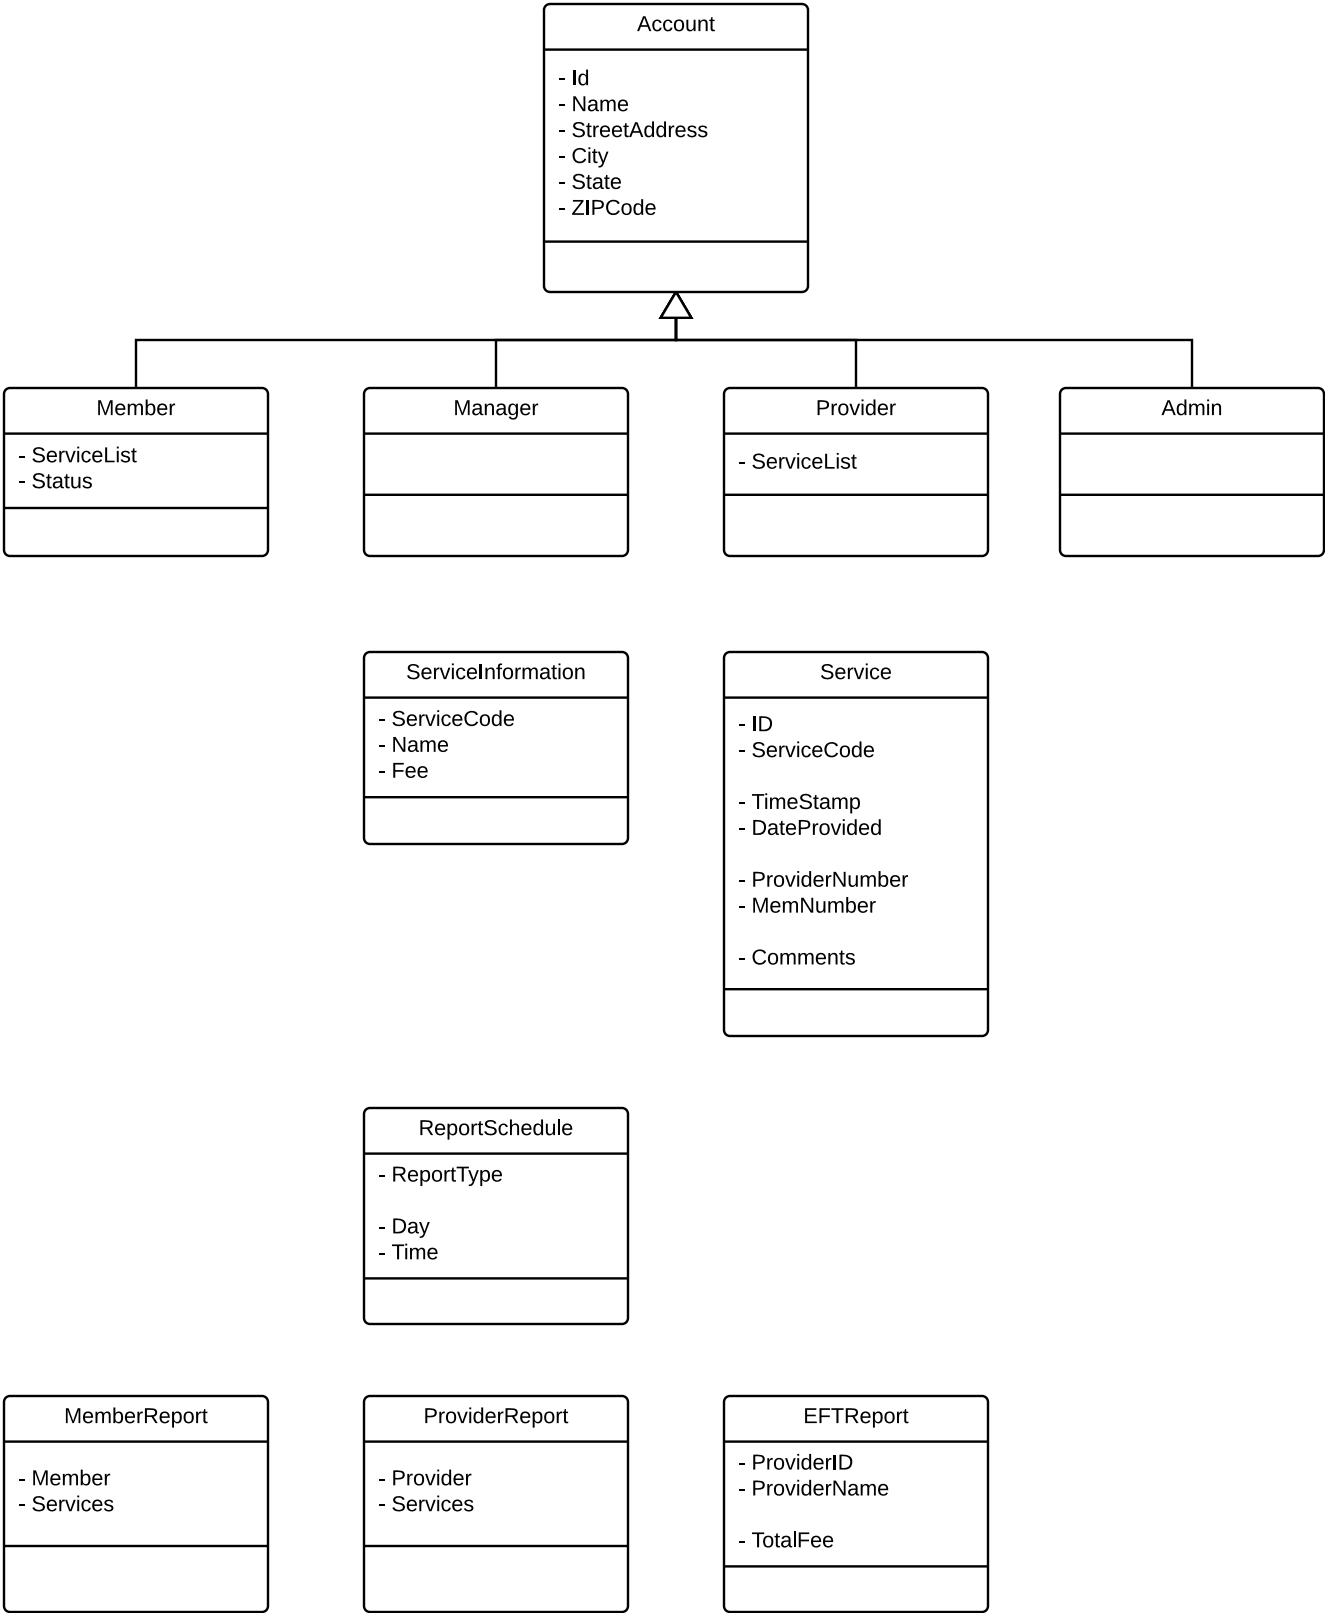 Account
- Id
- Name
- StreetAddress
- City
- State
- ZIPCode
Member
- ServiceList
- Status
Manager
Provider
- ServiceList
Admin
ServiceInformation
- ServiceCode
- Name
- Fee
Service
- ID
- ServiceCode
- TimeStamp
- DateProvided
- ProviderNumber
- MemNumber
- Comments
ReportSchedule
- ReportType
- Day
- Time
MemberReport
- Member
- Services
ProviderReport
- Provider
- Services
EFTReport
- ProviderID
- ProviderName
- TotalFee